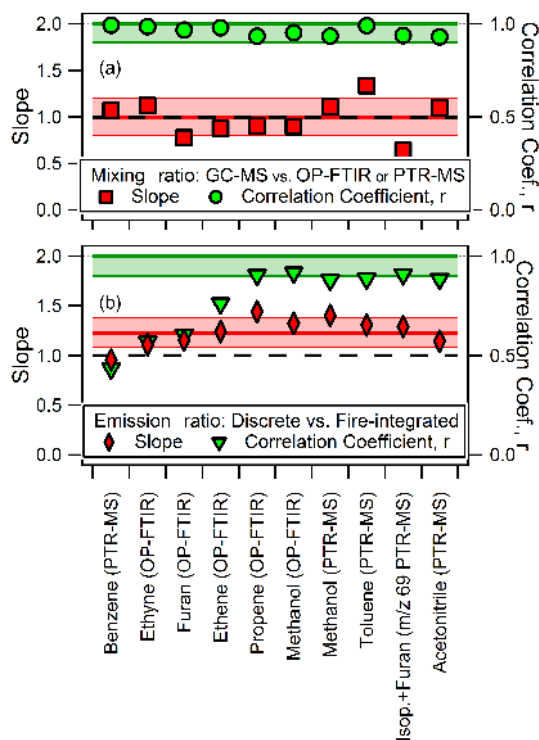 2.0
1.5
1.0
0.5
0.0
Slope
(a)
1.0
0.5
0.0
Correlation Coef., r
Mixing ratio: GC-MS vs. OP-FTIR or PTR-MS
Slope Correlation Coefficient, r
2.0
1.5
1.0
0.5
0.0
Slope
(b)
1.0
0.5
0.0
Correlation Coef., r
Emission ratio: Discrete vs. Fire-integrated
Slope Correlation Coefficient, r
Benzene (PTR-MS)
Ethyne (OP-FTIR)
Furan (OP-FTIR)
Ethene (OP-FTIR)
Propene (OP-FTIR)
Methanol (OP-FTIR)
Methanol (PTR-MS)
Toluene (PTR-MS)
Isop.+Furan (m/z 69 PTR-MS)
Acetonitrile (PTR-MS)